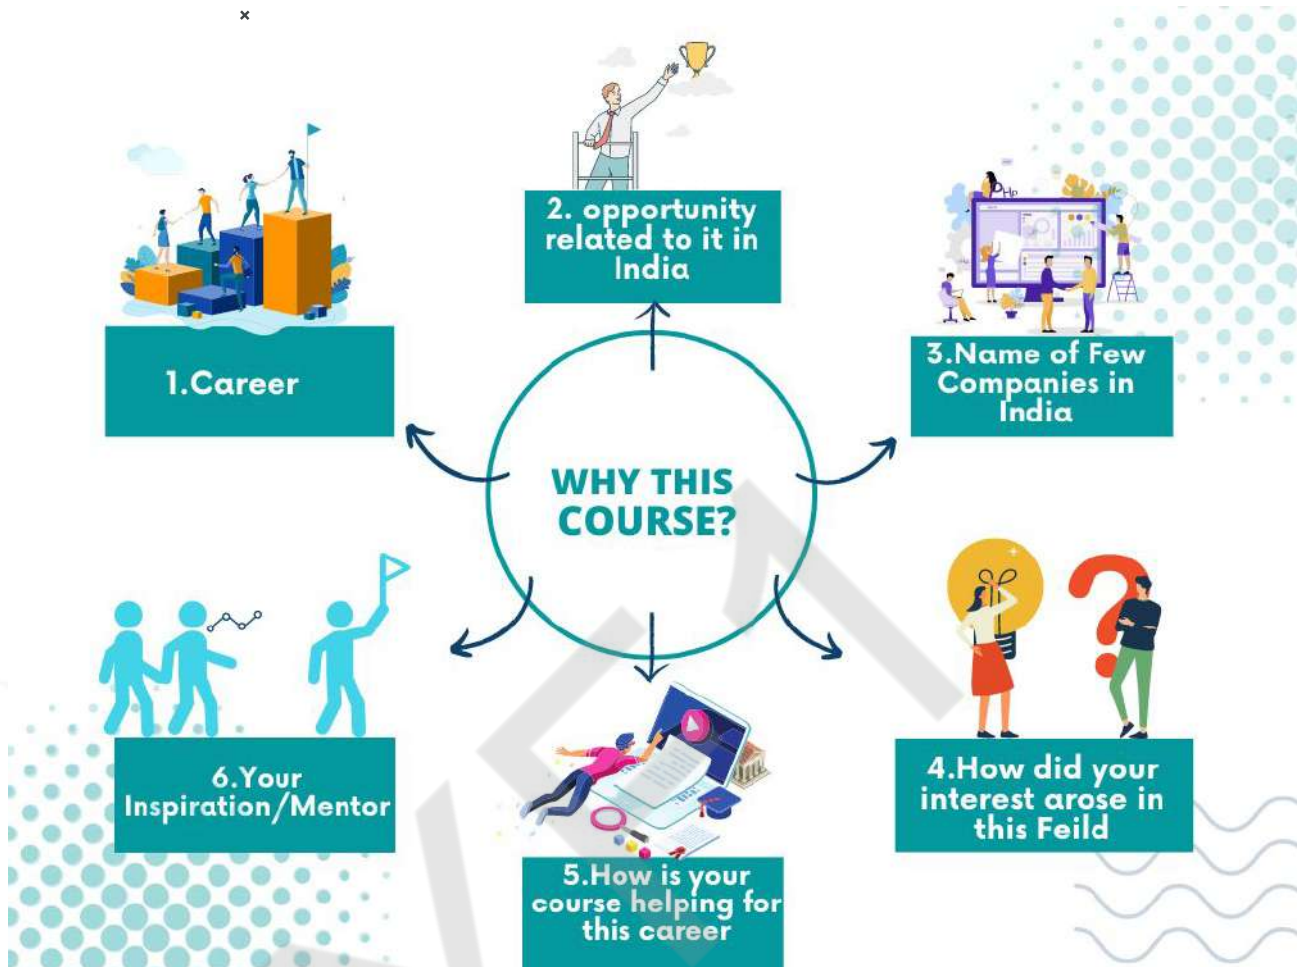 WHY THIS
COURSE?
1.Career
2. opportunity
related to it in
India
3.Name of Few
Companies in
India
4.How did your
interest arose in
this Feild
5.How is your
course helping for
this career
6.Your
Inspiration/Mentor